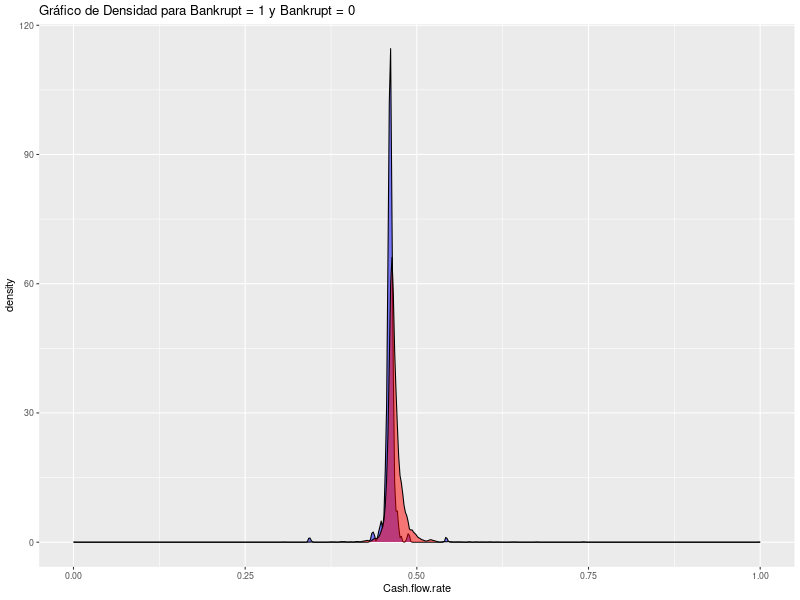 Gráfico de Densidad para Bankrupt = 1 y Bankrupt = 0
120
90
60
30
0
density
0.00 0.25 0.50 0.75 1.00
Cash.flow.rate